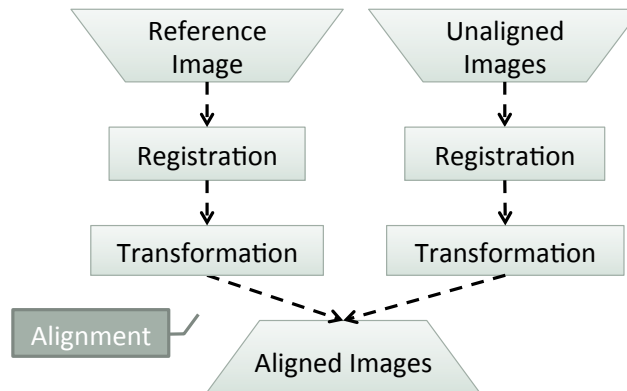 Reference
Image
Unaligned
Images
Registration
Registration
Transformation
Transformation
Alignment
Aligned Images